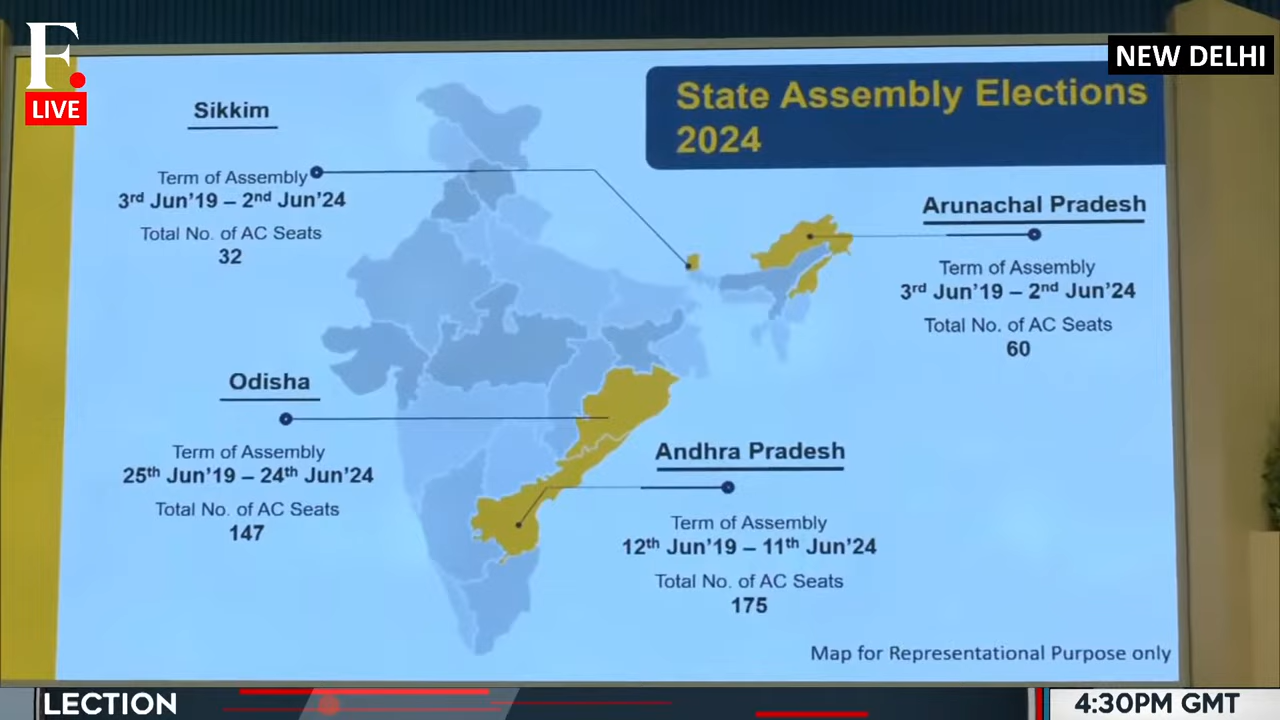 F.
LIVE
NEW DELHI
State Assembly Elections
2024
Sikkim
Term of Assembly
3rd Jun'19 – 2nd Jun'24
Total No. of AC Seats
32
Arunachal Pradesh
Term of Assembly
3rd Jun'19 – 2nd Jun'24
Total No. of AC Seats
60
Odisha
Term of Assembly
25th Jun'19 – 24th Jun'24
Total No. of AC Seats
147
Andhra Pradesh
Term of Assembly
12th Jun'19 – 11th Jun'24
Total No. of AC Seats
175
Map for Representational Purpose only
LECTION
4:30PM GMT